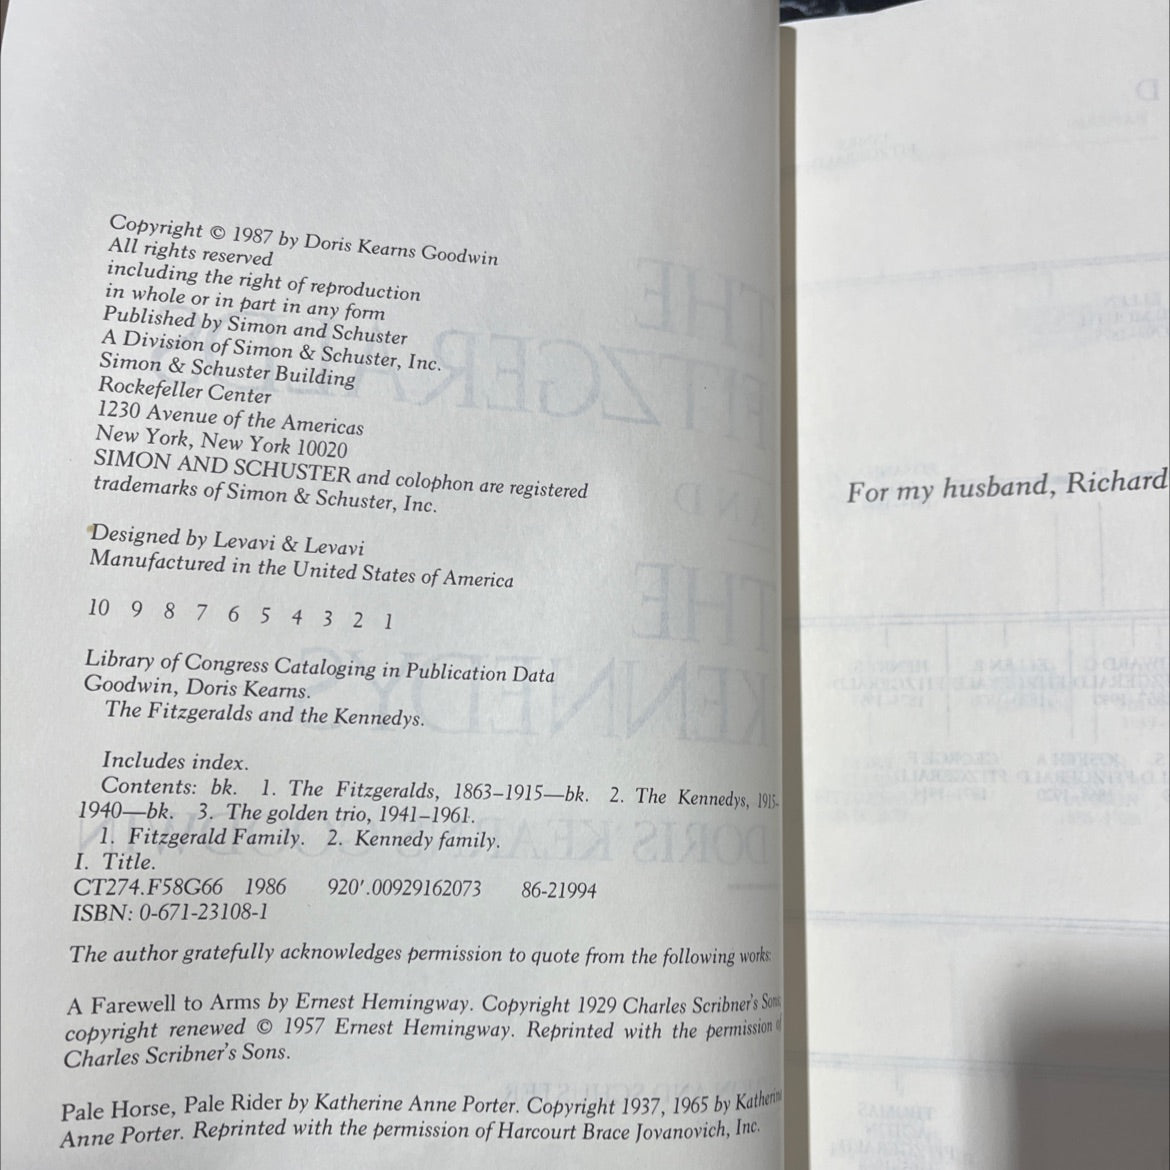 Copyright © 1987 by Doris Kearns Goodwin
All rights reserved
including the right of reproduction
in whole or in part in any form
Published by Simon and Schuster
A Division of Simon & Schuster, Inc.
Simon & Schuster Building
Rockefeller Center
1230 Avenue of the Americas
New York, New York 10020
SIMON AND SCHUSTER and colophon are registered
trademarks of Simon & Schuster, Inc.
Designed by Levavi & Levavi
Manufactured in the United States of America
10 9 8 7 6 5 4 3 2 1
Library of Congress Cataloging in Publication Data
Goodwin, Doris Kearns.
The Fitzgeralds and the Kennedys.
Includes index.
Contents: bk. 1. The Fitzgeralds, 1863–1915—bk. 2. The Kennedys, 1915-
1940—bk. 3. The golden trio, 1941–1961.
1. Fitzgerald Family. 2. Kennedy family.
I. Title.
CT274.F58G66 1986 920′.00929162073 86-21994
ISBN: 0-671-23108-1
The author gratefully acknowledges permission to quote from the following works:
A Farewell to Arms by Ernest Hemingway. Copyright 1929 Charles Scribner's Sons;
copyright renewed © 1957 Ernest Hemingway. Reprinted with the permission of
Charles Scribner's Sons.
Pale Horse, Pale Rider by Katherine Anne Porter. Copyright 1937, 1965 by Katherine
Anne Porter. Reprinted with the permission of Harcourt Brace Jovanovich, Inc.
For my husband, Richard